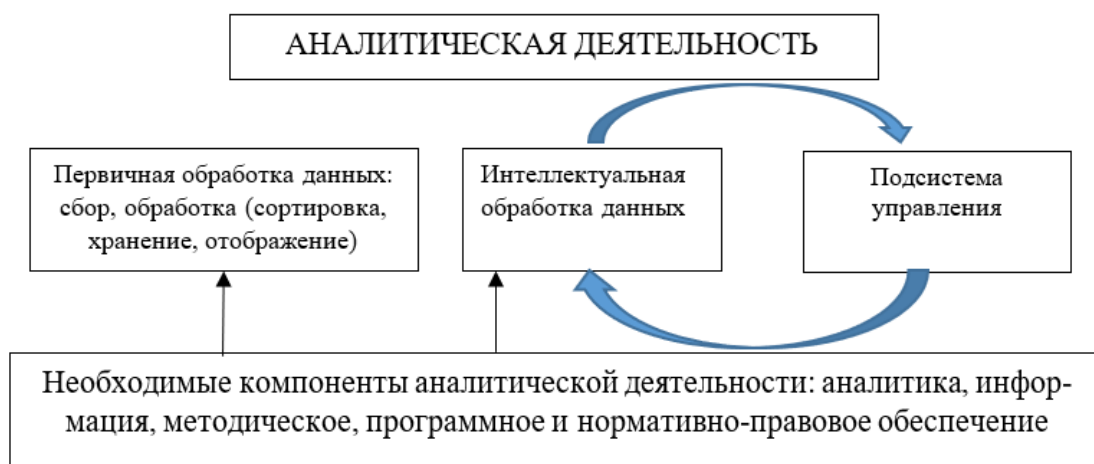 АНАЛИТИЧЕСКАЯ ДЕЯТЕЛЬНОСТЬ
Первичная обработка данных:
сбор, обработка (сортировка,
хранение, отображение)
Интеллектуальная
обработка данных
Подсистема
управления
Необходимые компоненты аналитической деятельности: аналитика, инфор-
мация, методическое, программное и нормативно-правовое обеспечение